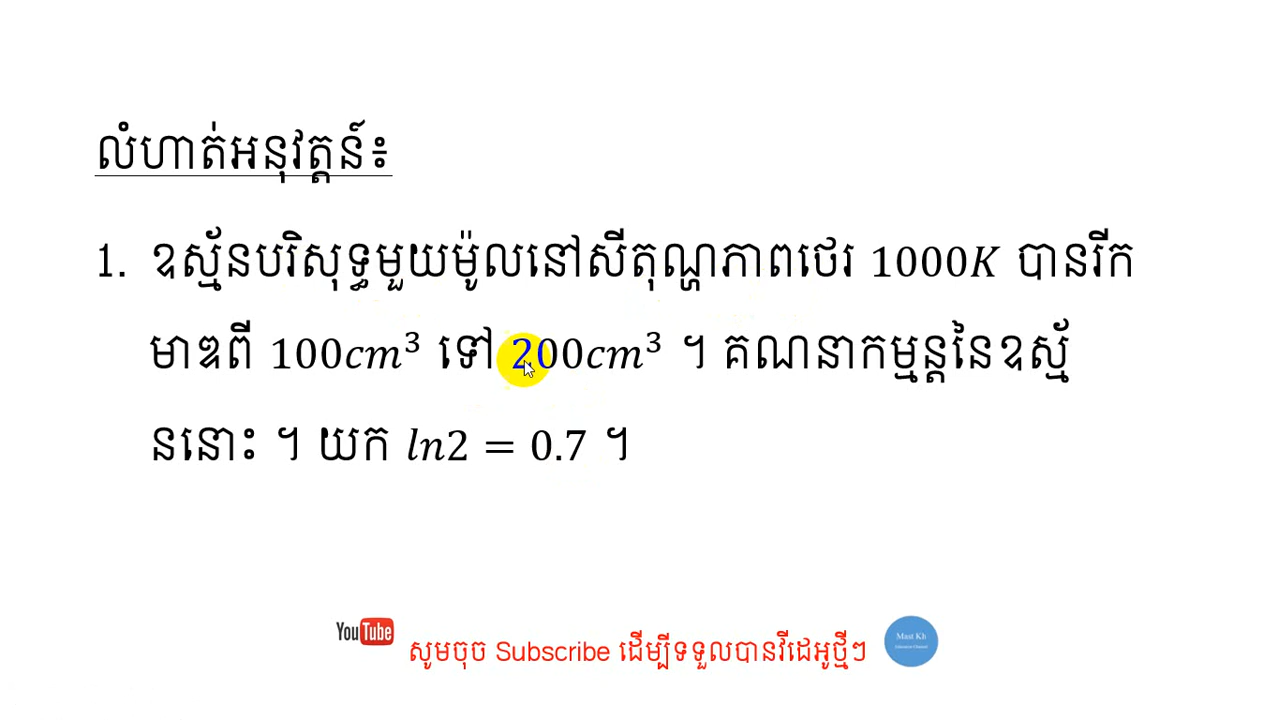 លំហាត់អនុវត្តន៍៖
1. ឧស្ម័នបរិសុទ្ធមួយម៉ូលនៅសីតុណ្ហភាពថេរ 1000K បានរីក
មាឌពី 100cm³ ទៅ 200cm³ ។ គណនាកម្មន្តនៃឧស្ម័
ននោះ ។ យក ln2 = 0.7 ។
YouTube
សូមចុច Subscribe ដើម្បីទទួលបានវីដេអូថ្មីៗ
Mast Kh
Education Channel